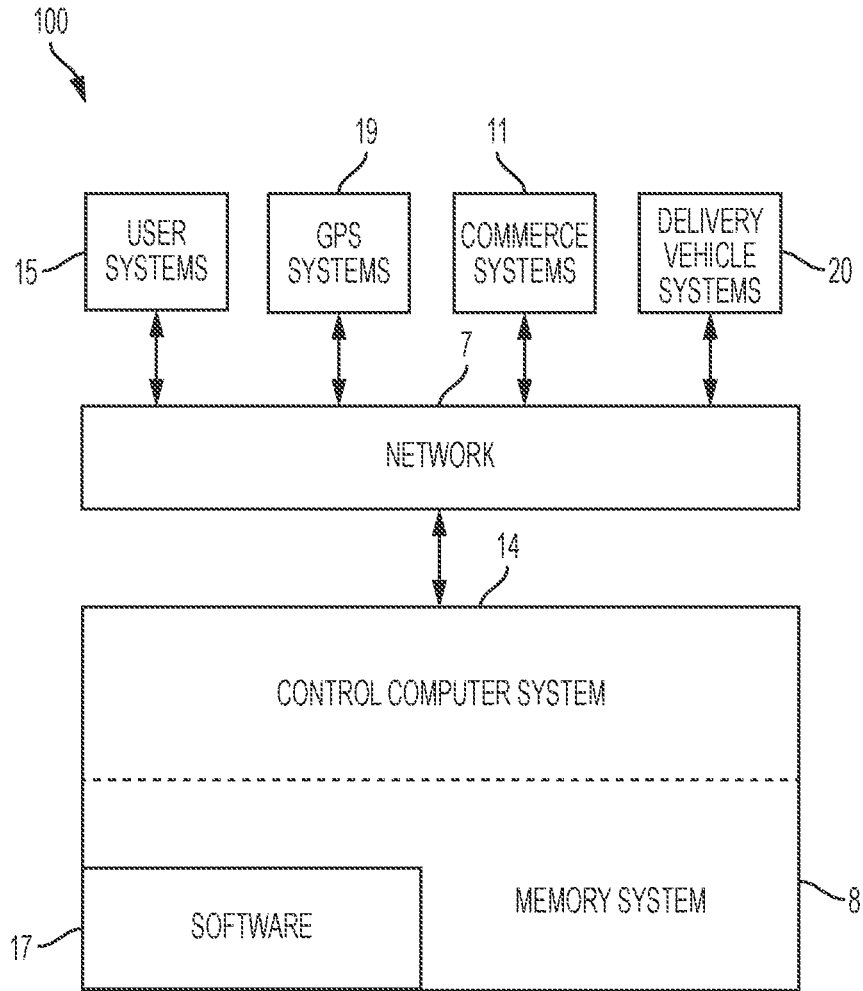 100
19
11
USER
SYSTEMS
GPS
SYSTEMS
COMMERCE
SYSTEMS
DELIVERY
VEHICLE
SYSTEMS
15
20
7
NETWORK
14
CONTROL COMPUTER SYSTEM
MEMORY SYSTEM
8
SOFTWARE
17